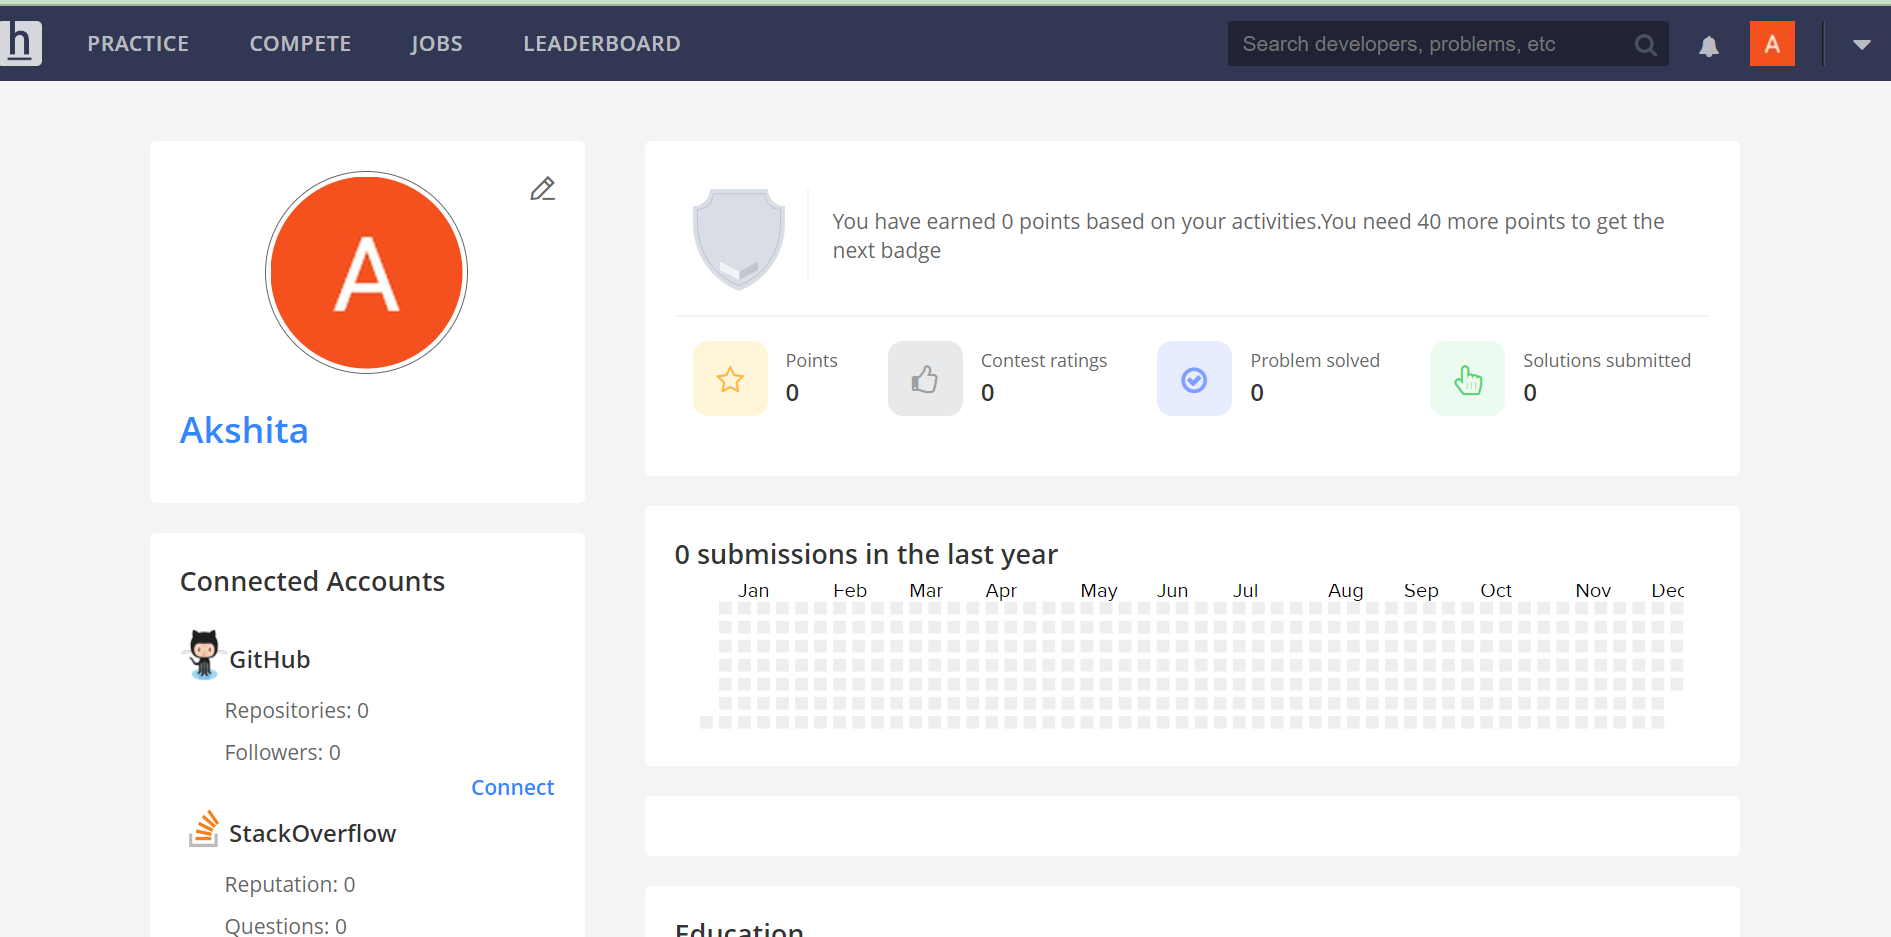 h PRACTICE COMPETE JOBS LEADERBOARD Search developers, problems, etc A
A
Akshita
You have earned 0 points based on your activities.You need 40 more points to get the
next badge
Points Contest ratings Problem solved Solutions submitted
0 0 0 0
0 submissions in the last year
Jan Feb Mar Apr May Jun Jul Aug Sep Oct Nov Dec
Connected Accounts
GitHub
Repositories: 0
Followers: 0
Connect
StackOverflow
Reputation: 0
Questions: 0
Education